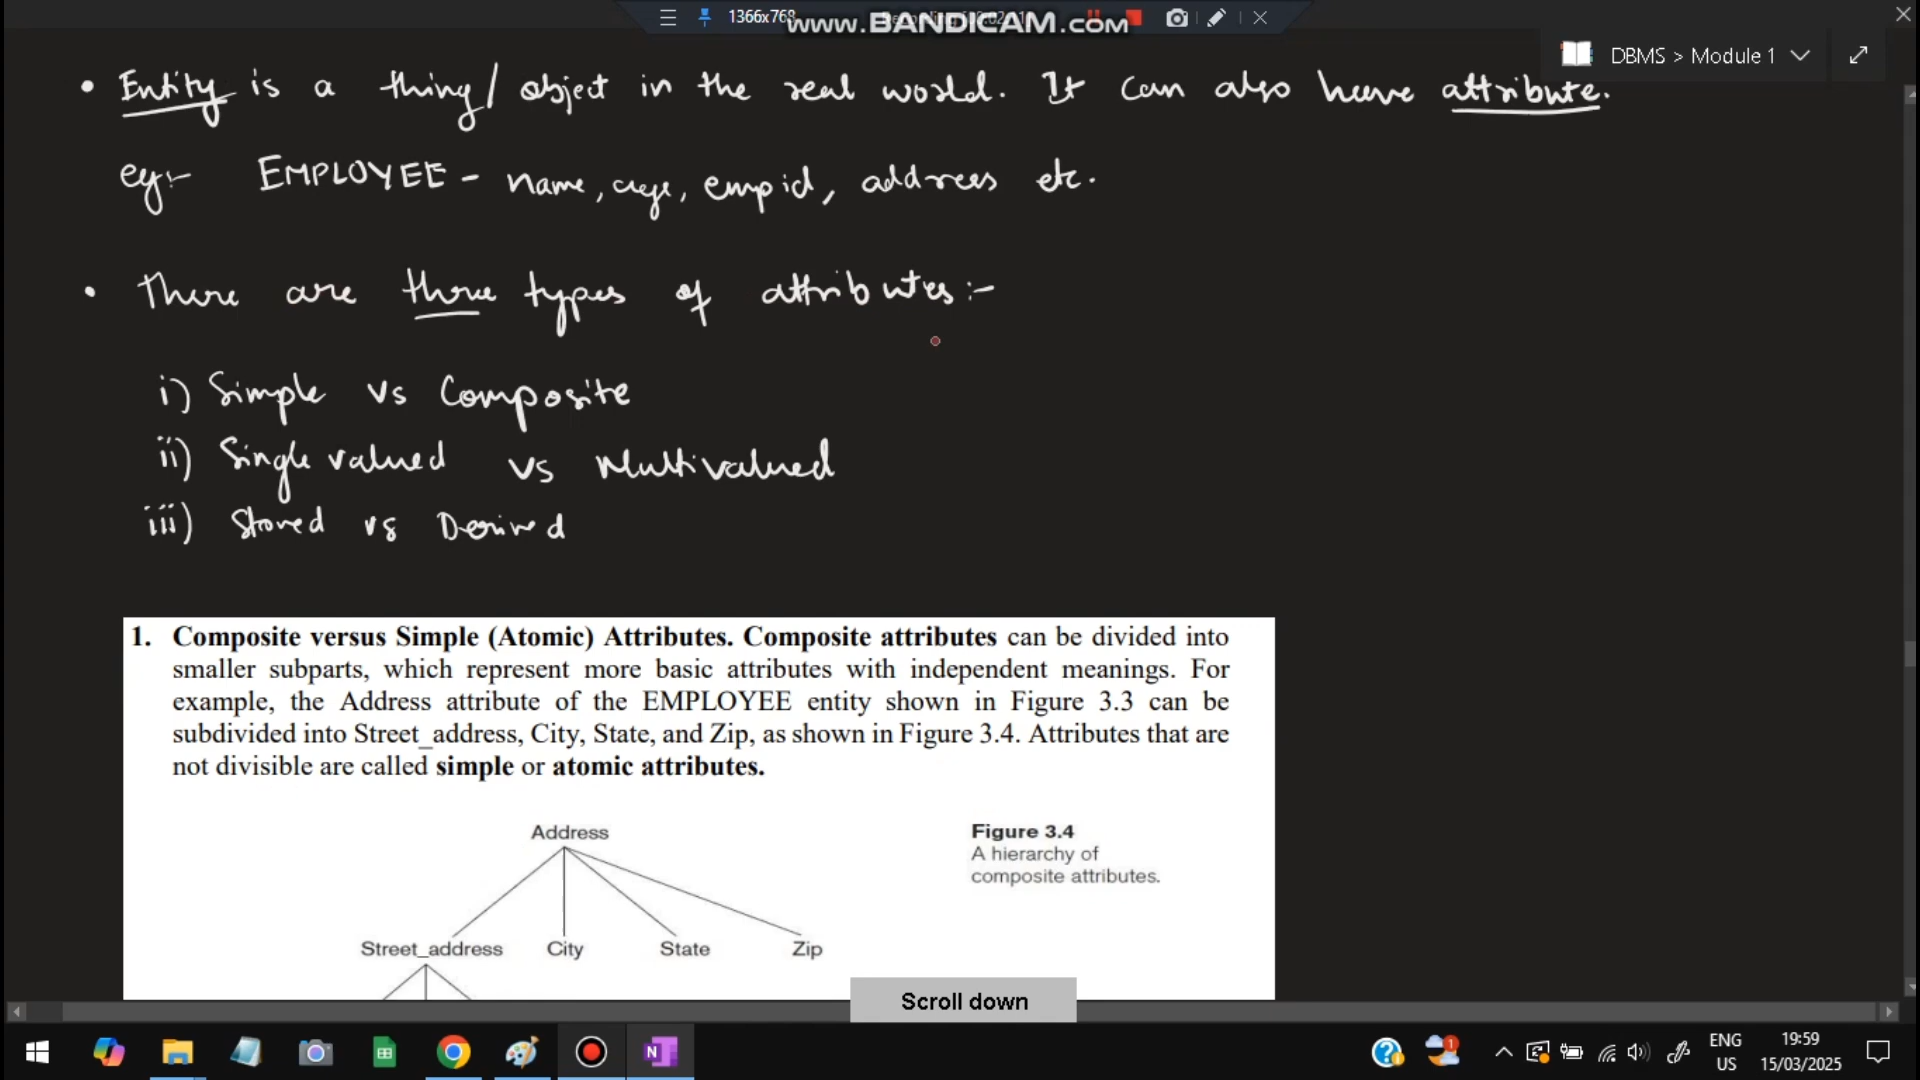 1366x768
www.BANDICAM.com
DBMS > Module 1
• Entity is a thing/object in the real world. It can also have attribute.
eg:- EMPLOYEE - name, age, empid, address etc.
• There are three types of attributes:-
i) Simple vs Composite
ii) Single valued vs Multivalued
iii) Stored vs Derived
1. Composite versus Simple (Atomic) Attributes. Composite attributes can be divided into
smaller subparts, which represent more basic attributes with independent meanings. For
example, the Address attribute of the EMPLOYEE entity shown in Figure 3.3 can be
subdivided into Street_address, City, State, and Zip, as shown in Figure 3.4. Attributes that are
not divisible are called simple or atomic attributes.
Address
Figure 3.4
A hierarchy of
composite attributes.
Street_address City State Zip
Scroll down
ENG
US
19:59
15/03/2025